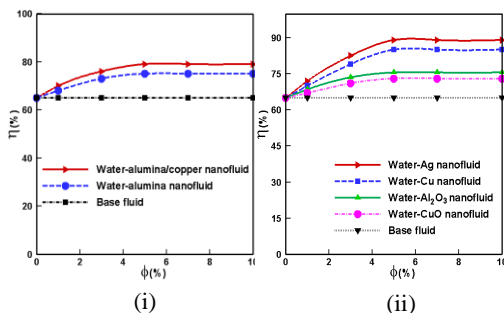 100
80
60
40
20
0
η(%)
Water-alumina/copper nanofluid
Water-alumina nanofluid
Base fluid
0 2 4 6 8 10
ϕ(%)
(i)
90
75
60
45
30
15
0
η(%)
Water-Ag nanofluid
Water-Cu nanofluid
Water-Al₂O₃ nanofluid
Water-CuO nanofluid
Base fluid
0 2 4 6 8 10
ϕ(%)
(ii)